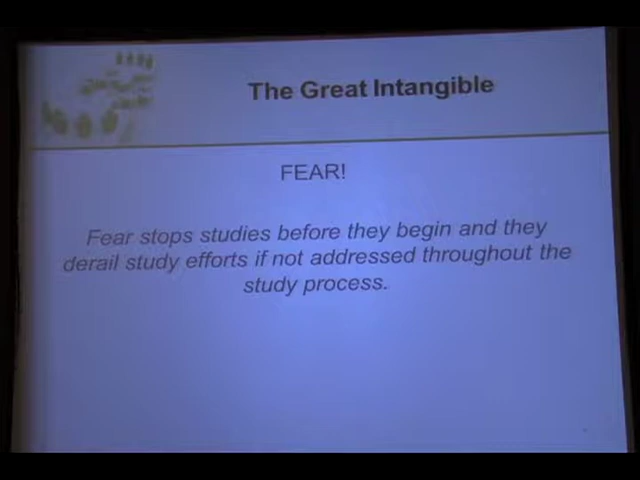 The Great Intangible
FEAR!
Fear stops studies before they begin and they
derail study efforts if not addressed throughout the
study process.